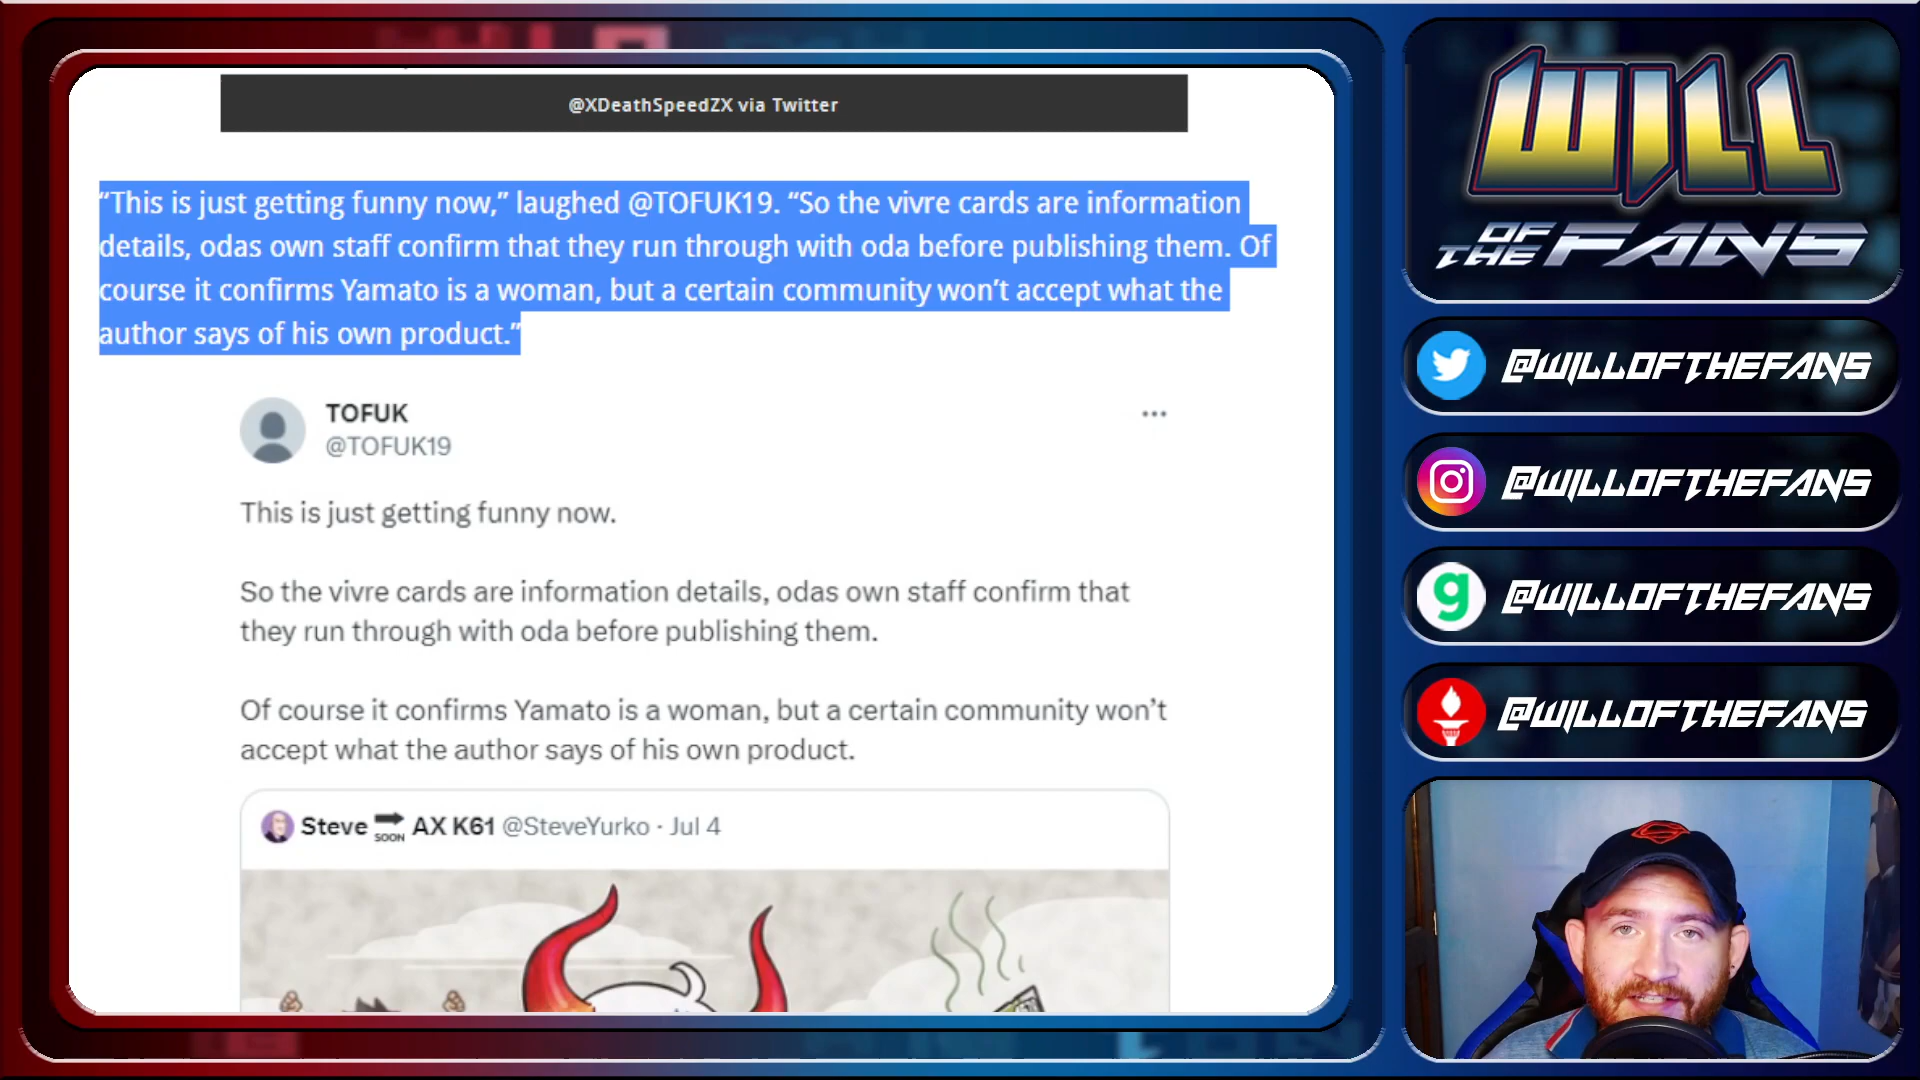 @XDeathSpeedZX via Twitter
“This is just getting funny now,” laughed @TOFUK19. “So the vivre cards are information
details, odas own staff confirm that they run through with oda before publishing them. Of
course it confirms Yamato is a woman, but a certain community won’t accept what the
author says of his own product.”
TOFUK
@TOFUK19
This is just getting funny now.
So the vivre cards are information details, odas own staff confirm that
they run through with oda before publishing them.
Of course it confirms Yamato is a woman, but a certain community won’t
accept what the author says of his own product.
Steve SOON AX K61 @SteveYurko · Jul 4
WILL
OF THE FANS
@WILLOFTHEFANS
@WILLOFTHEFANS
@WILLOFTHEFANS
@WILLOFTHEFANS